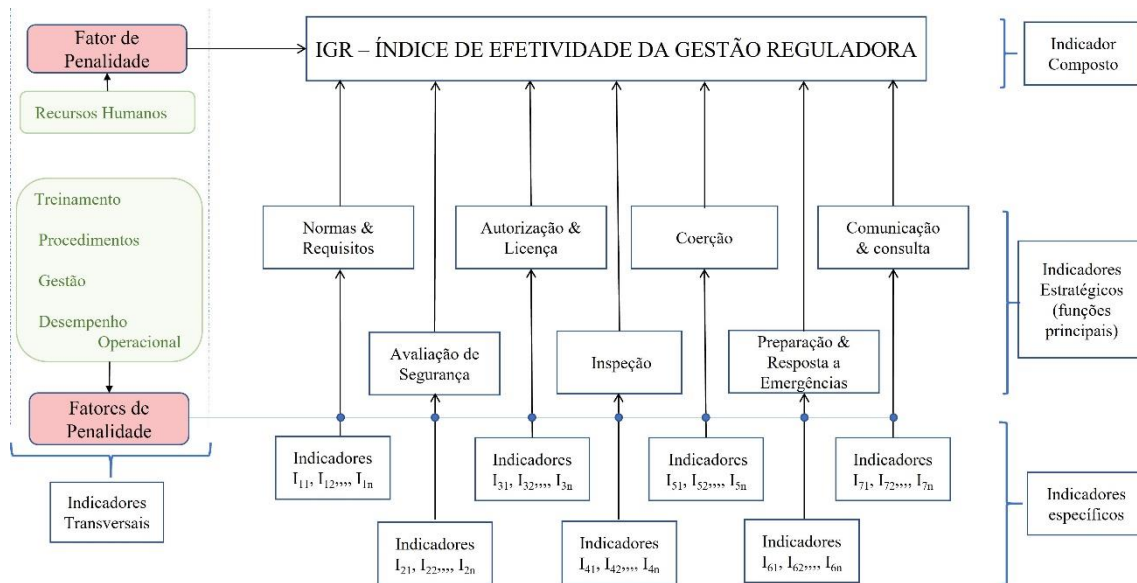 Fator de
Penalidade
IGR – ÍNDICE DE EFETIVIDADE DA GESTÃO REGULADORA
Indicador
Composto
Recursos Humanos
Treinamento
Procedimentos
Gestão
Desempenho
Operacional
Fatores de
Penalidade
Indicadores
Transversais
Normas &
Requisitos
Autorização &
Licença
Coerção
Comunicação
& consulta
Avaliação de
Segurança
Inspeção
Preparação &
Resposta a
Emergências
Indicadores
Estratégicos
(funções
principais)
Indicadores
I11, I12,,,, I1n
Indicadores
I31, I32,,,, I3n
Indicadores
I51, I52,,,, I5n
Indicadores
I71, I72,,,, I7n
Indicadores
I21, I22,,,, I2n
Indicadores
I41, I42,,,, I4n
Indicadores
I61, I62,,,, I6n
Indicadores
específicos